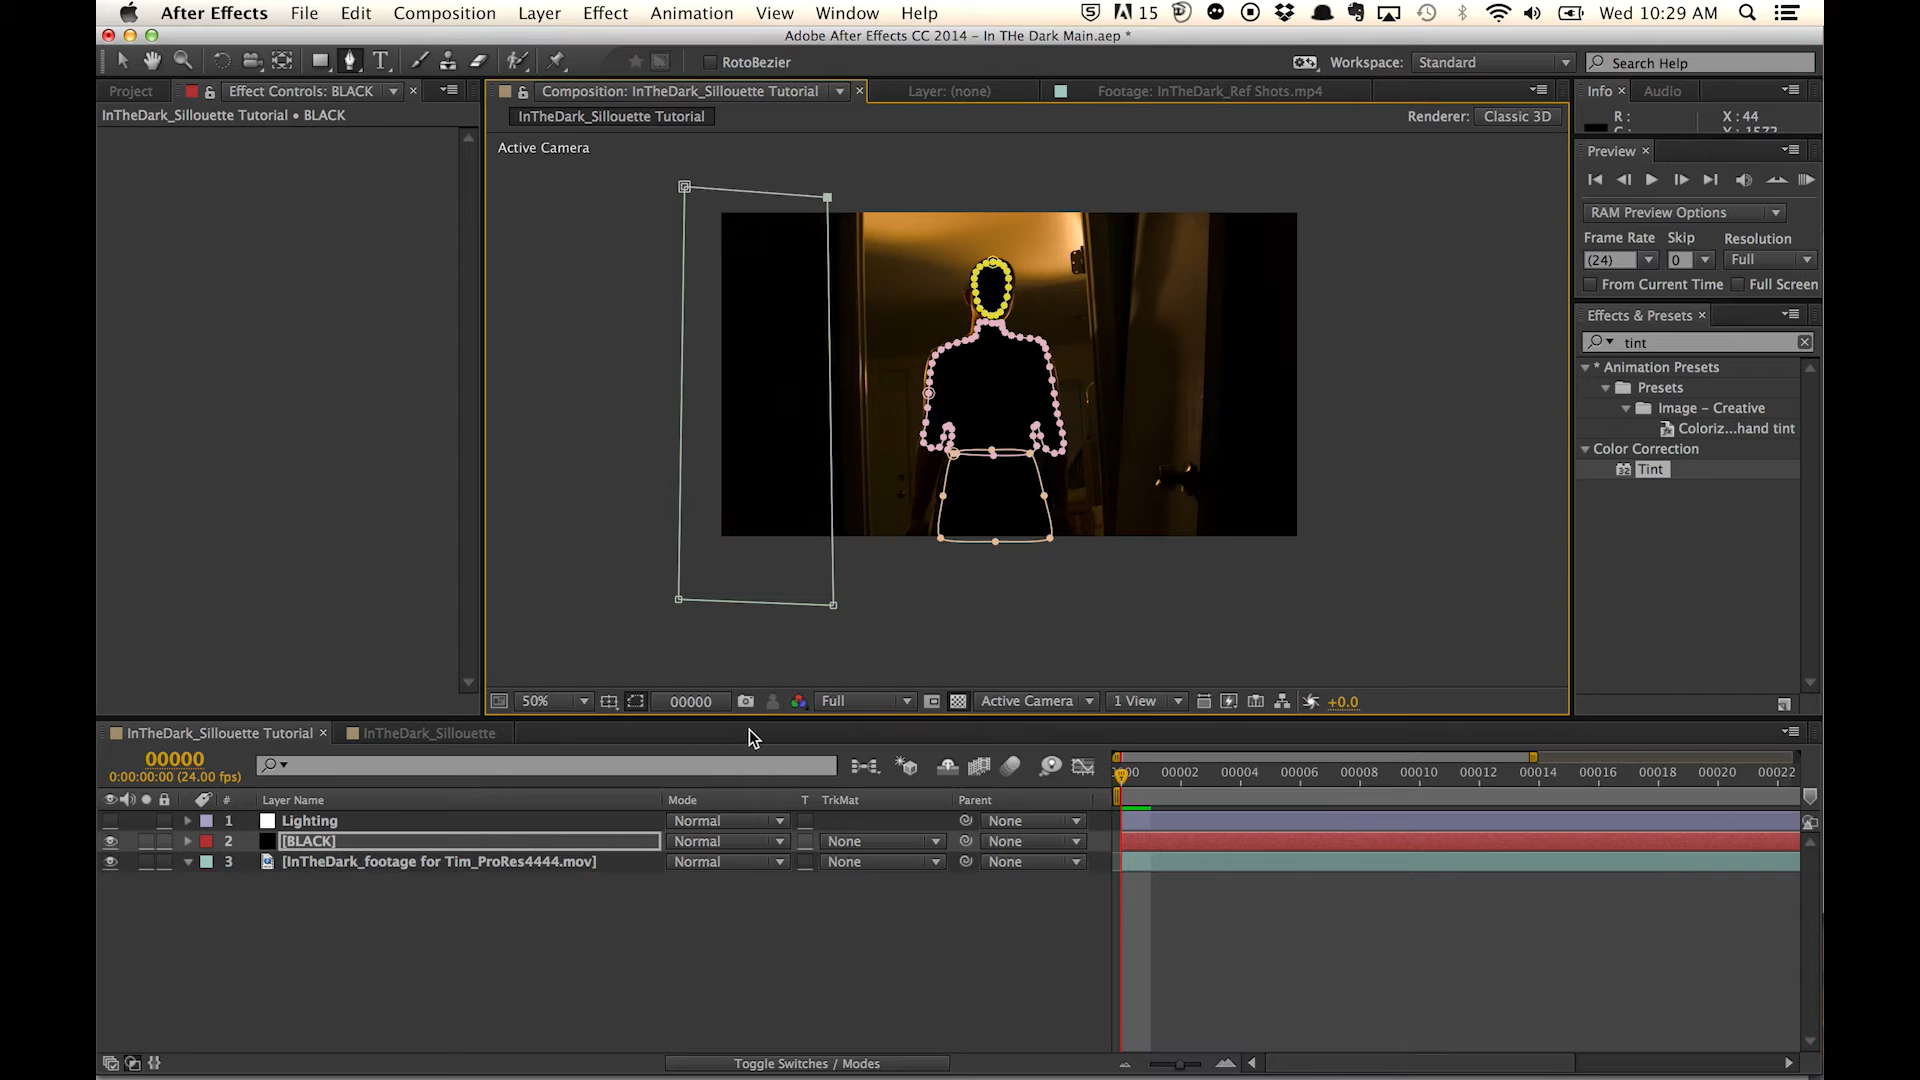 After Effects File Edit Composition Layer Effect Animation View Window Help 15 Wed 10:29 AM
Adobe After Effects CC 2014 – In THe Dark Main.aep *
RotoBezier Workspace: Standard Search Help
Project Effect Controls: BLACK Composition: InTheDark_Sillouette Tutorial Layer: (none) Footage: InTheDark_Ref Shots.mp4 Info Audio
InTheDark_Sillouette Tutorial • BLACK
InTheDark_Sillouette Tutorial Renderer: Classic 3D
R: X: 44
Y: 1572
Active Camera
Preview
RAM Preview Options
Frame Rate Skip Resolution
(24) 0 Full
From Current Time Full Screen
Effects & Presets
tint
* Animation Presets
Presets
Image – Creative
Coloriz...hand tint
Color Correction
32 Tint
50% 00000 Full Active Camera 1 View +0.0
InTheDark_Sillouette Tutorial InTheDark_Sillouette
00000
0:00:00:00 (24.00 fps)
00002 00004 00006 00008 00010 00012 00014 00016 00018 00020 00022
# Layer Name Mode T TrkMat Parent
1 Lighting Normal None
2 [BLACK] Normal None None
3 [InTheDark_footage for Tim_ProRes4444.mov] Normal None None
Toggle Switches / Modes